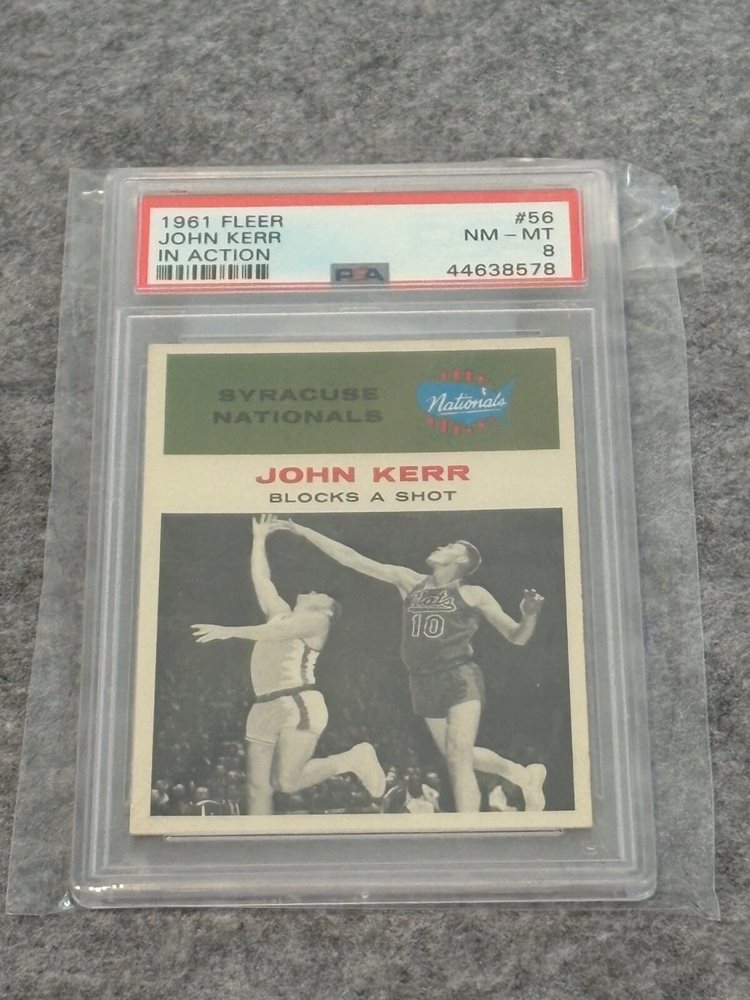 1961 FLEER #56
JOHN KERR NM – MT
IN ACTION 8
PSA 44638578
SYRACUSE
NATIONALS
Nationals
JOHN KERR
BLOCKS A SHOT
Nats
10